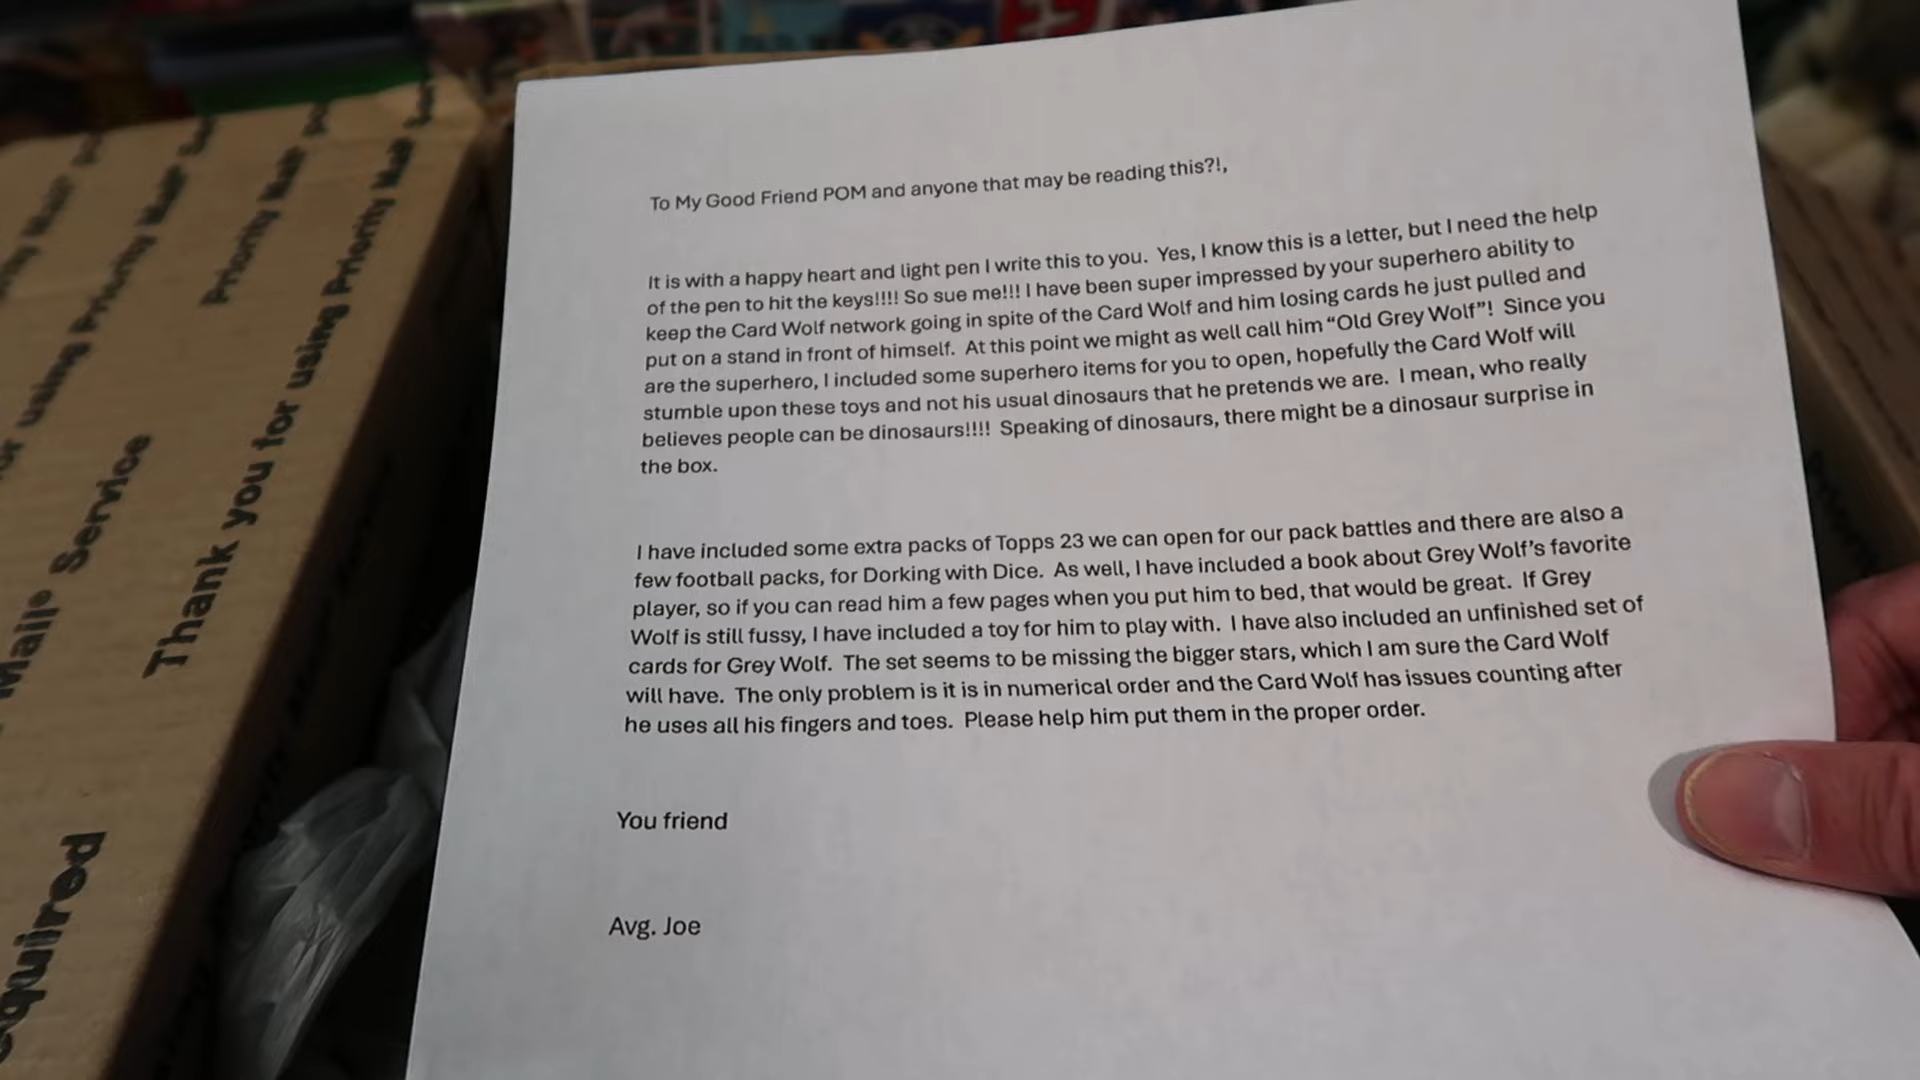 To My Good Friend POM and anyone that may be reading this?!,
It is with a happy heart and light pen I write this to you. Yes, I know this is a letter, but I need the help
of the pen to hit the keys!!!! So sue me!!! I have been super impressed by your superhero ability to
keep the Card Wolf network going in spite of the Card Wolf and him losing cards he just pulled and
put on a stand in front of himself. At this point we might as well call him “Old Grey Wolf”! Since you
are the superhero, I included some superhero items for you to open, hopefully the Card Wolf will
stumble upon these toys and not his usual dinosaurs that he pretends we are. I mean, who really
believes people can be dinosaurs!!!! Speaking of dinosaurs, there might be a dinosaur surprise in
the box.
I have included some extra packs of Topps 23 we can open for our pack battles and there are also a
few football packs, for Dorking with Dice. As well, I have included a book about Grey Wolf’s favorite
player, so if you can read him a few pages when you put him to bed, that would be great. If Grey
Wolf is still fussy, I have included a toy for him to play with. I have also included an unfinished set of
cards for Grey Wolf. The set seems to be missing the bigger stars, which I am sure the Card Wolf
will have. The only problem is it is in numerical order and the Card Wolf has issues counting after
he uses all his fingers and toes. Please help him put them in the proper order.
You friend
Avg. Joe
Thank you for using Priority Mail
Priority Mail
using Priority Mail
Mail® Service